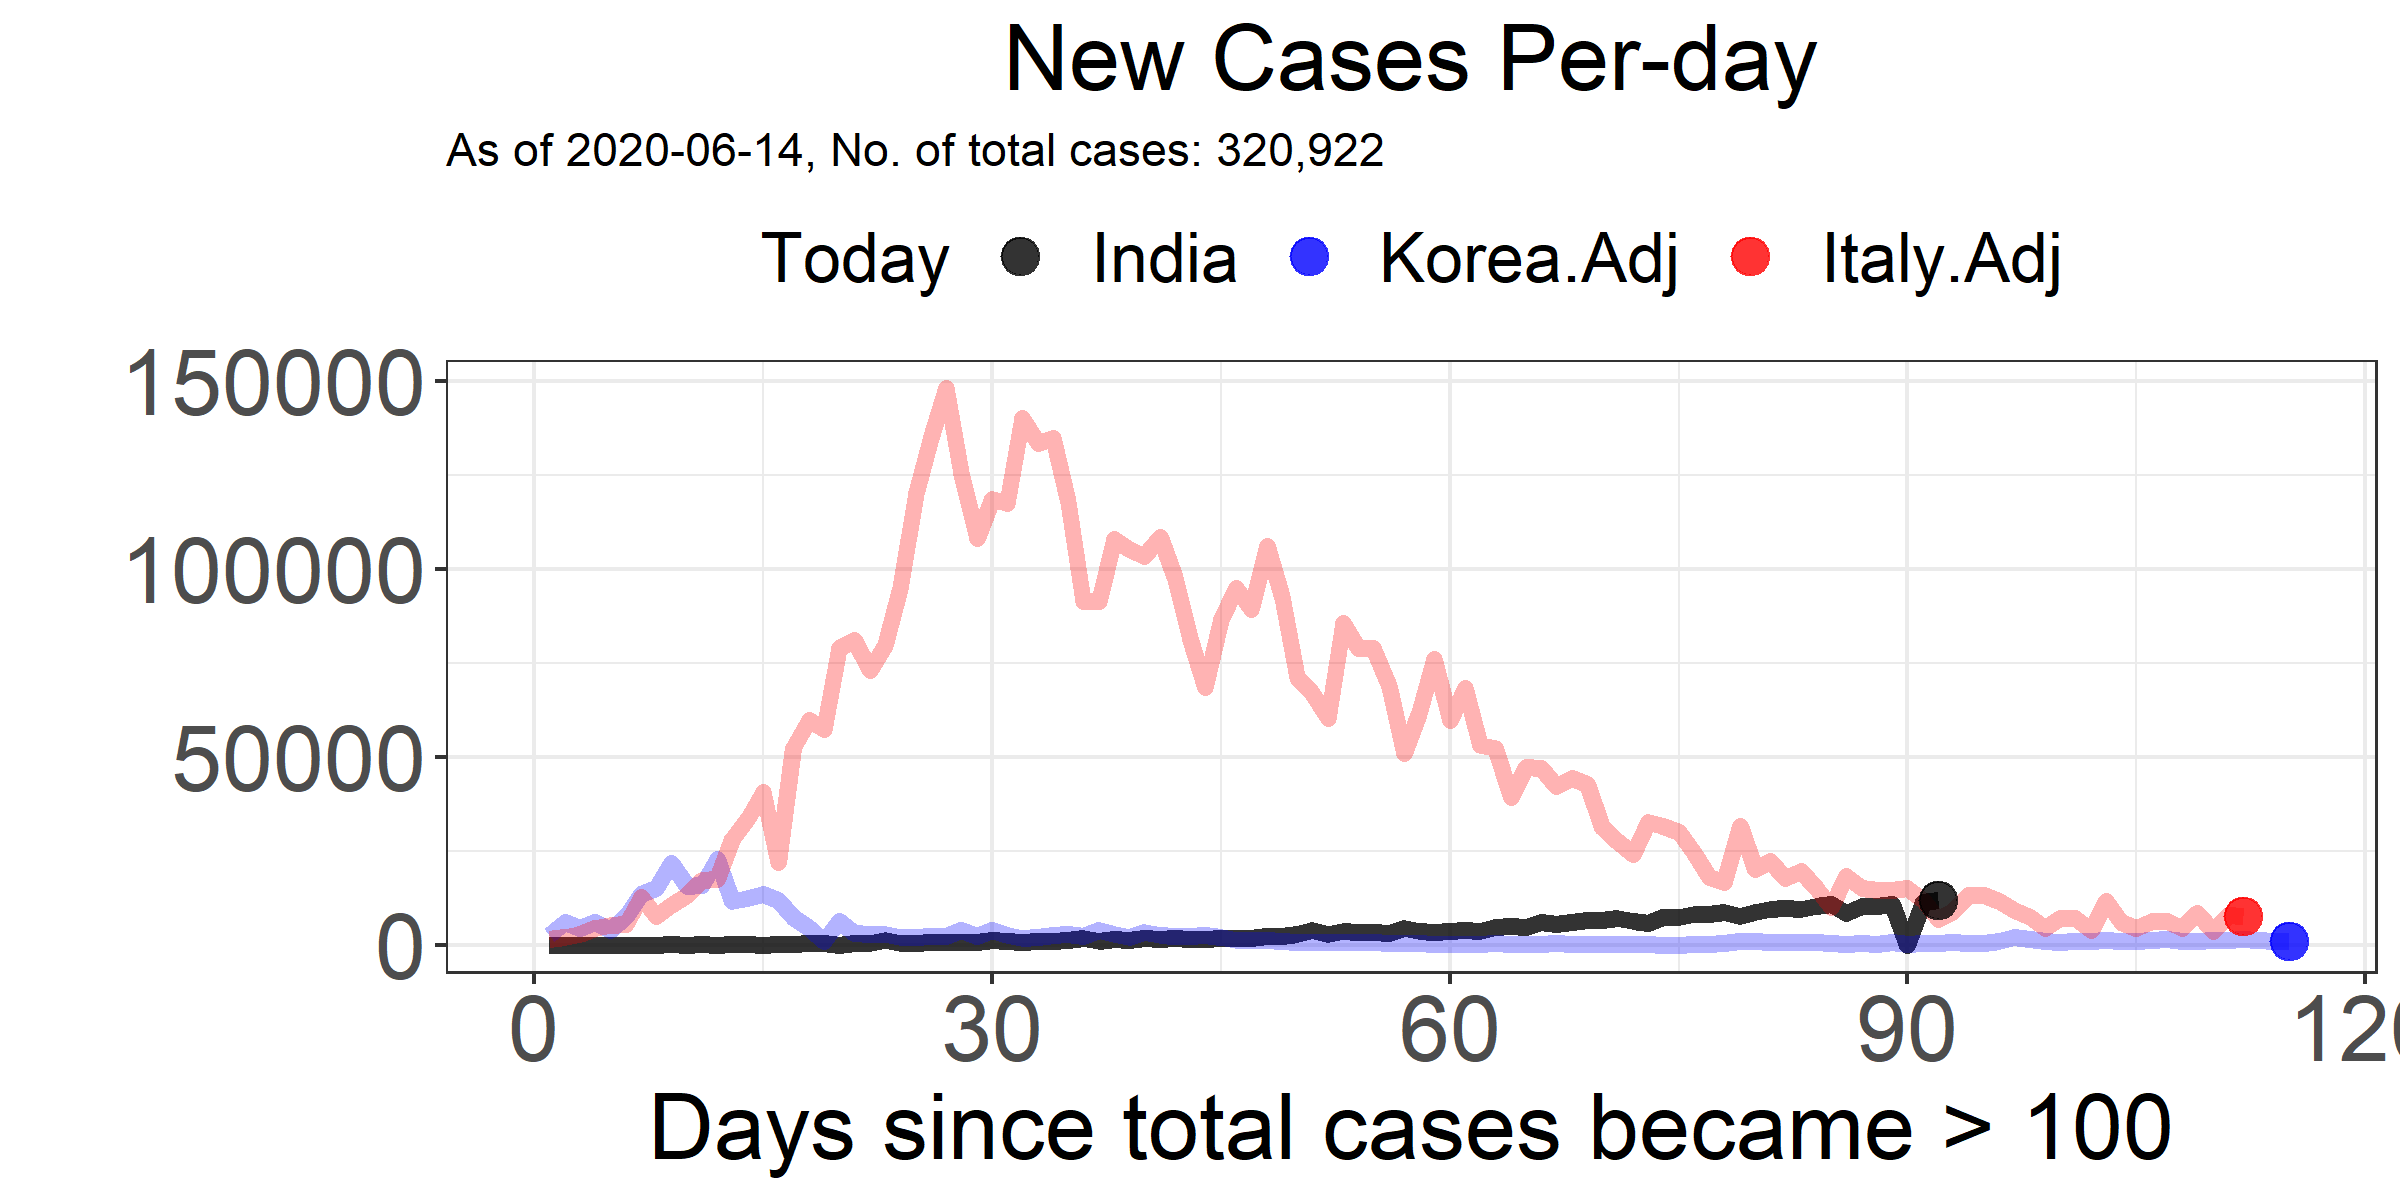 New Cases Per-day
As of 2020-06-14, No. of total cases: 320,922
Today India Korea.Adj Italy.Adj
150000
100000
50000
0
0 30 60 90 120
Days since total cases became > 100